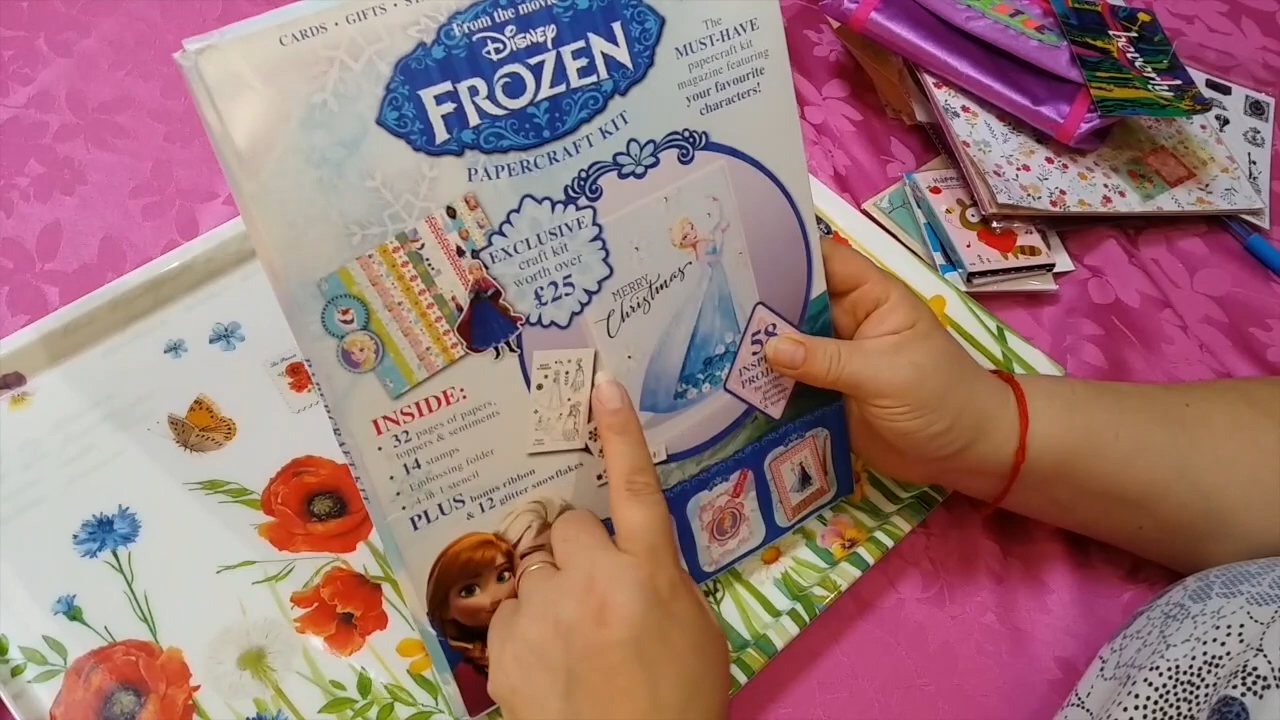 CARDS • GIFTS •
From the movie
Disney
FROZEN
PAPERCRAFT KIT
The
MUST-HAVE
papercraft kit
magazine featuring
your favourite
characters!
EXCLUSIVE
craft kit
worth over
£25
MERRY
Christmas
58
INSIDE:
• 32 pages of papers,
toppers & sentiments
• 14 stamps
• Embossing folder
• 4-in-1 stencil
PLUS bonus ribbon
& 12 glitter snowflakes
HAPPY